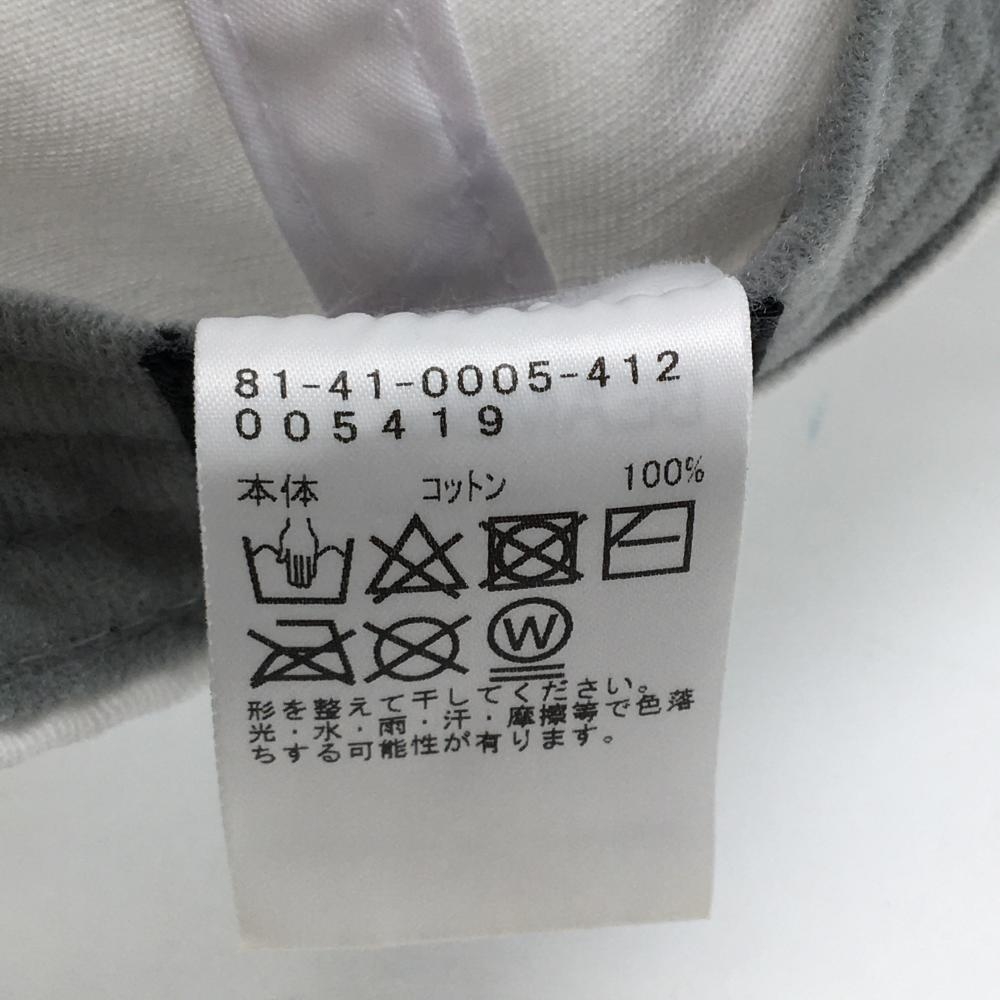 81-41-0005-412
005419
本体 コットン 100%
W
形を整えて干してください。
光・水・雨・汗・摩擦等で色落
ちする可能性が有ります。